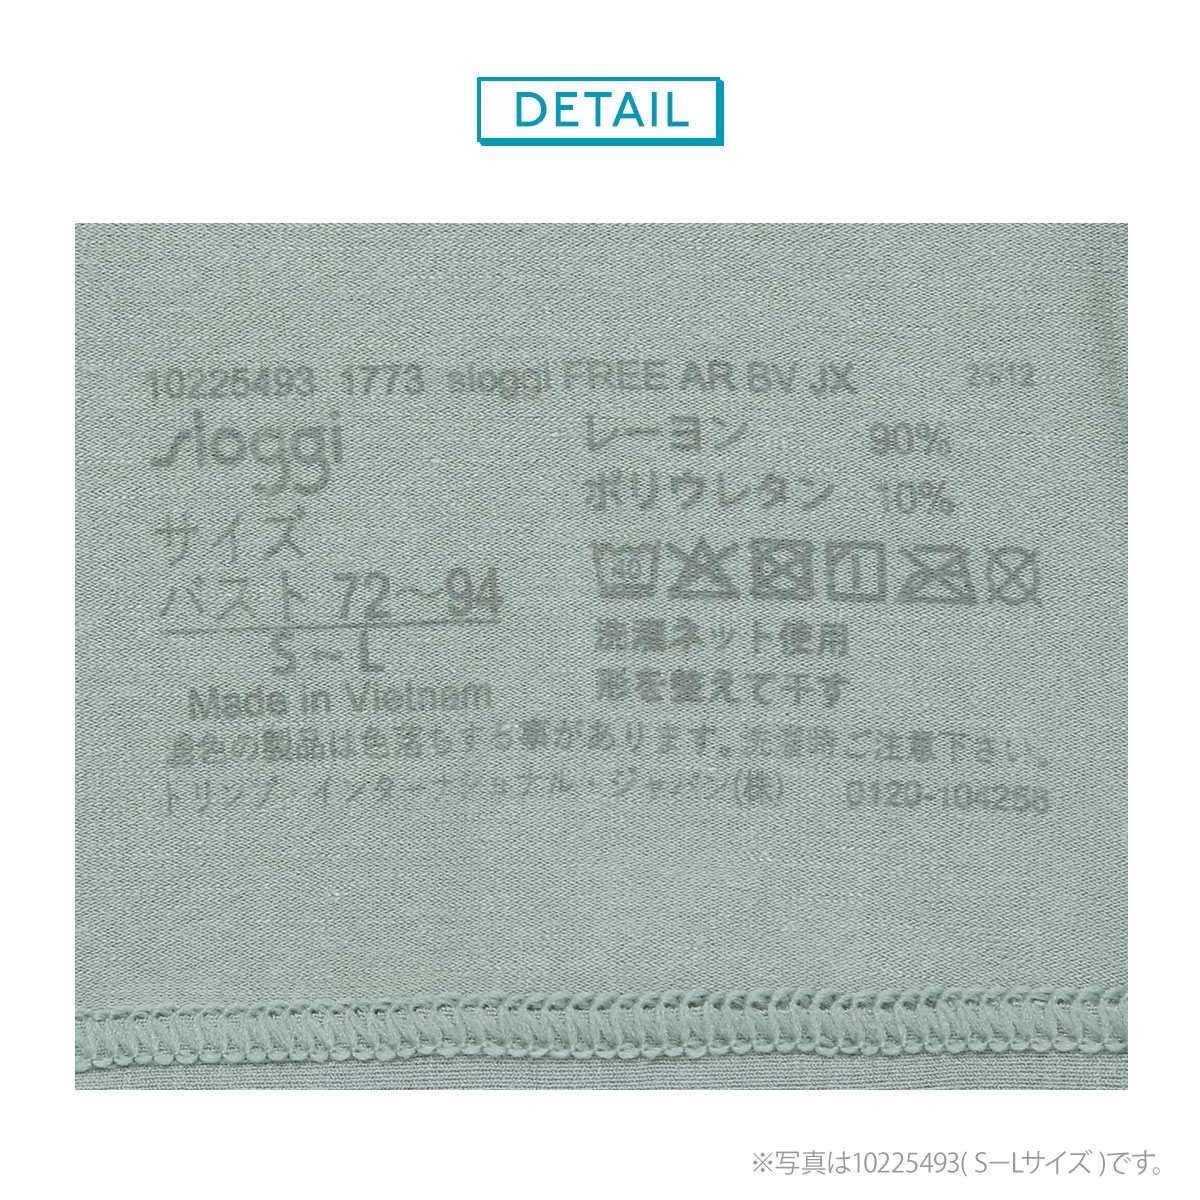 DETAIL
10225493 1773 sloggi FREE AR BV JX
sloggi
サイズ
バスト 72～94
S～L
Made in Vietnam
レーヨン 90%
ポリウレタン 10%
40
洗濯ネット使用
形を整えて干す
濃色の製品は色落ちする事があります。洗濯時ご注意下さい。
トリンプ・インターナショナル・ジャパン(株) 0120-104256
※写真は10225493( S−Lサイズ )です。